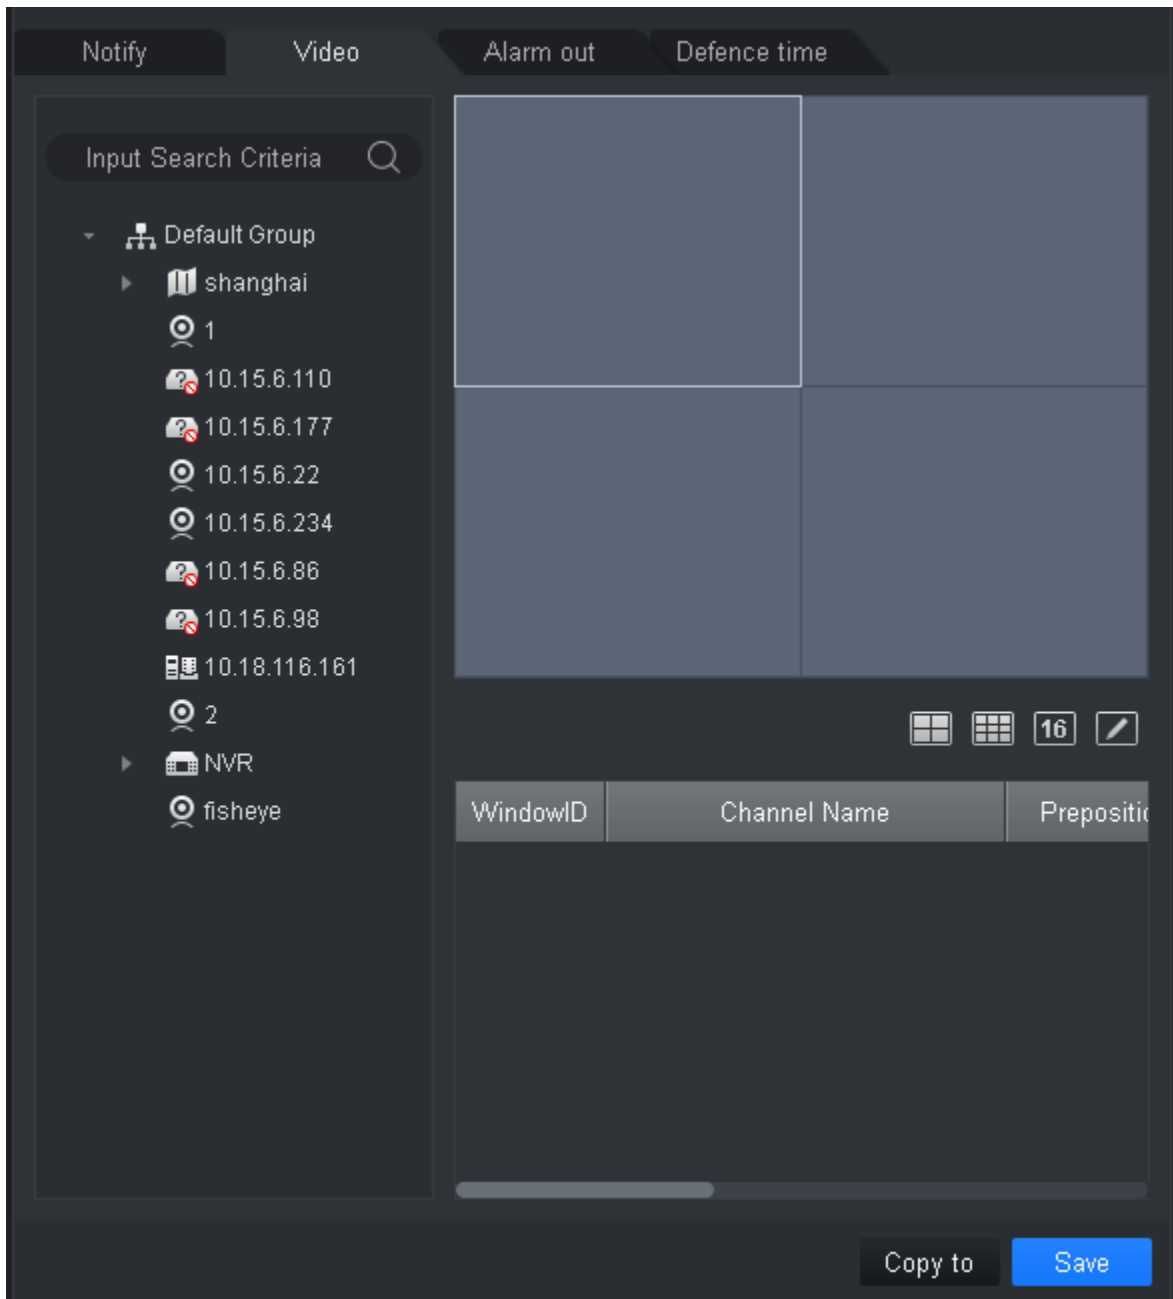 Notify Video Alarm out Defence time
Input Search Criteria
Default Group
shanghai
1
10.15.6.110
10.15.6.177
10.15.6.22
10.15.6.234
10.15.6.86
10.15.6.98
10.18.116.161
2
NVR
fisheye
16
WindowID Channel Name Prepositio
Copy to Save